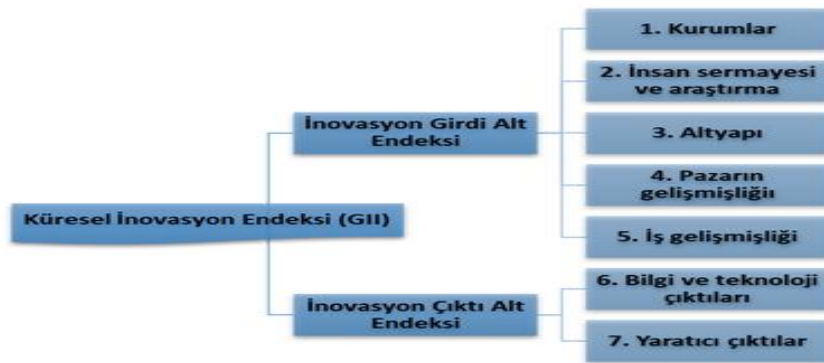 Küresel İnovasyon Endeksi (GII)
İnovasyon Girdi Alt
Endeksi
1. Kurumlar
2. İnsan sermayesi
ve araştırma
3. Altyapı
4. Pazarın
gelişmişliğiı
5. İş gelişmişliği
İnovasyon Çıktı Alt
Endeksi
6. Bilgi ve teknoloji
çıktıları
7. Yaratıcı çıktılar